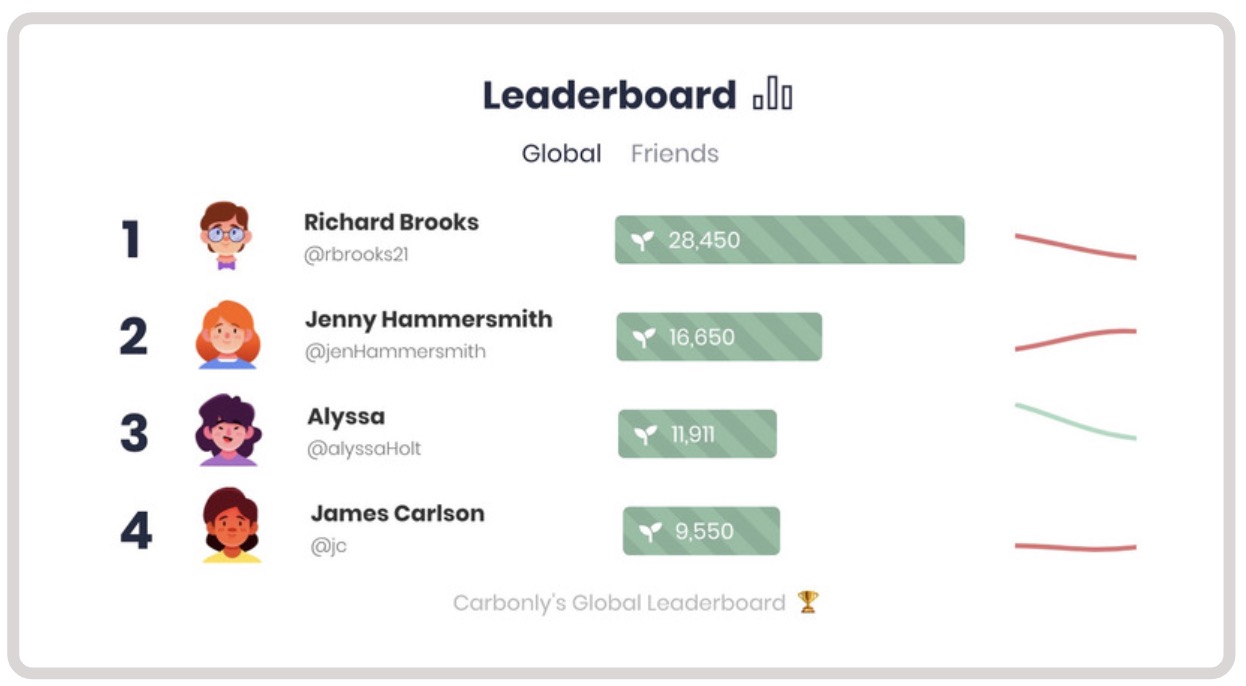 Leaderboard
Global Friends
1 Richard Brooks 28,450
@rbrooks21
2 Jenny Hammersmith 16,650
@jenHammersmith
3 Alyssa 11,911
@alyssaHolt
4 James Carlson 9,550
@jc
Carbonly's Global Leaderboard 🏆